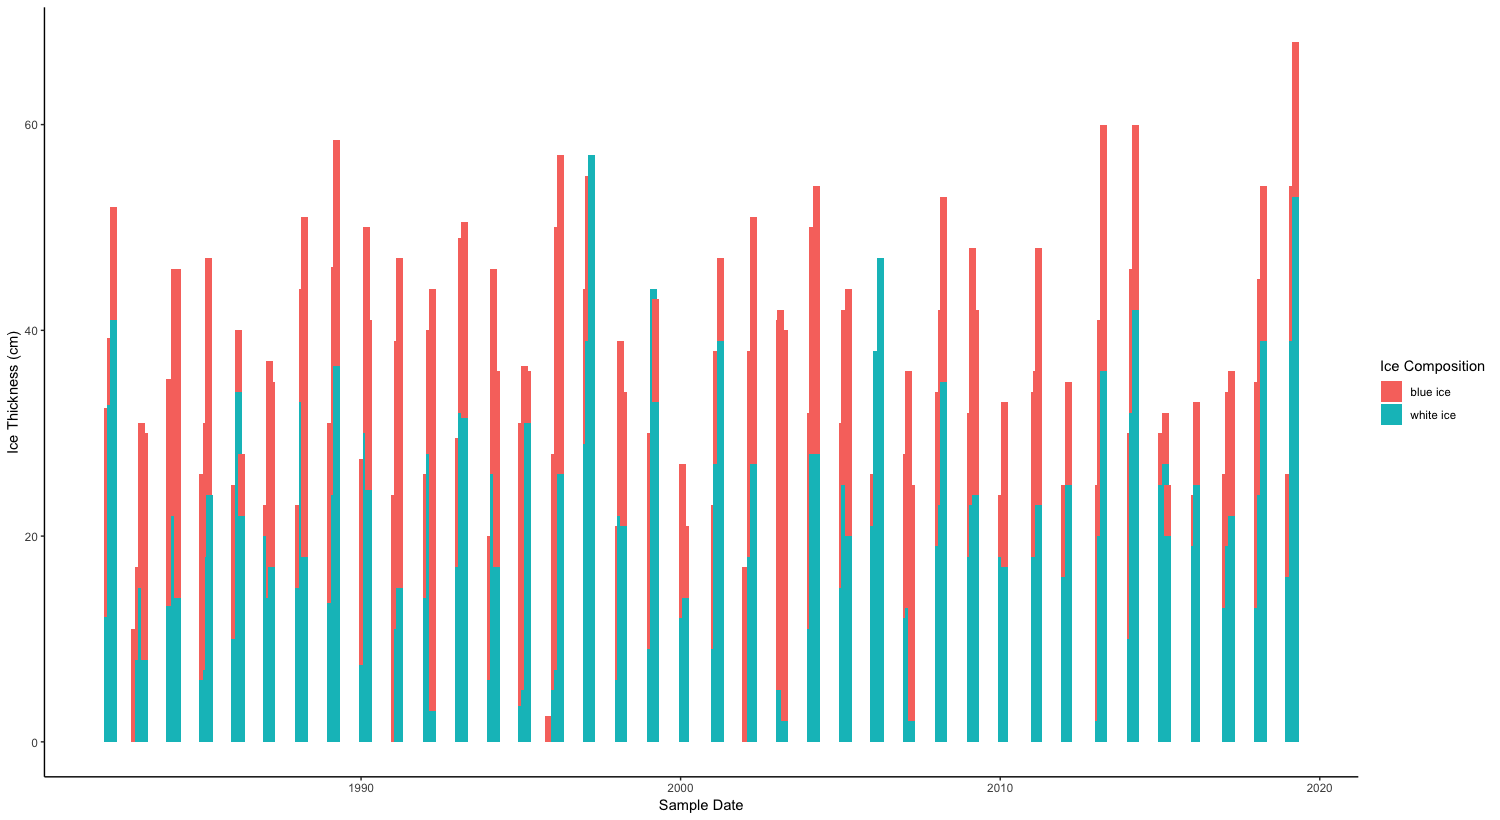 Ice Thickness (cm)
60
40
20
0
1990
2000
2010
2020
Sample Date
Ice Composition
blue ice
white ice